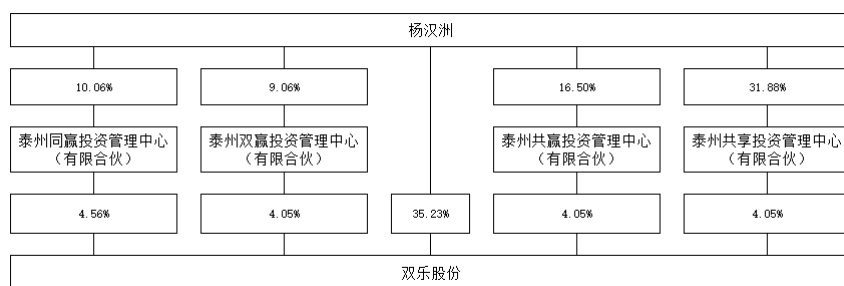 杨汉洲
10.06%
9.06%
16.50%
31.88%
泰州同赢投资管理中心
（有限合伙）
泰州双赢投资管理中心
（有限合伙）
泰州共赢投资管理中心
（有限合伙）
泰州共享投资管理中心
（有限合伙）
4.56%
4.05%
35.23%
4.05%
4.05%
双乐股份